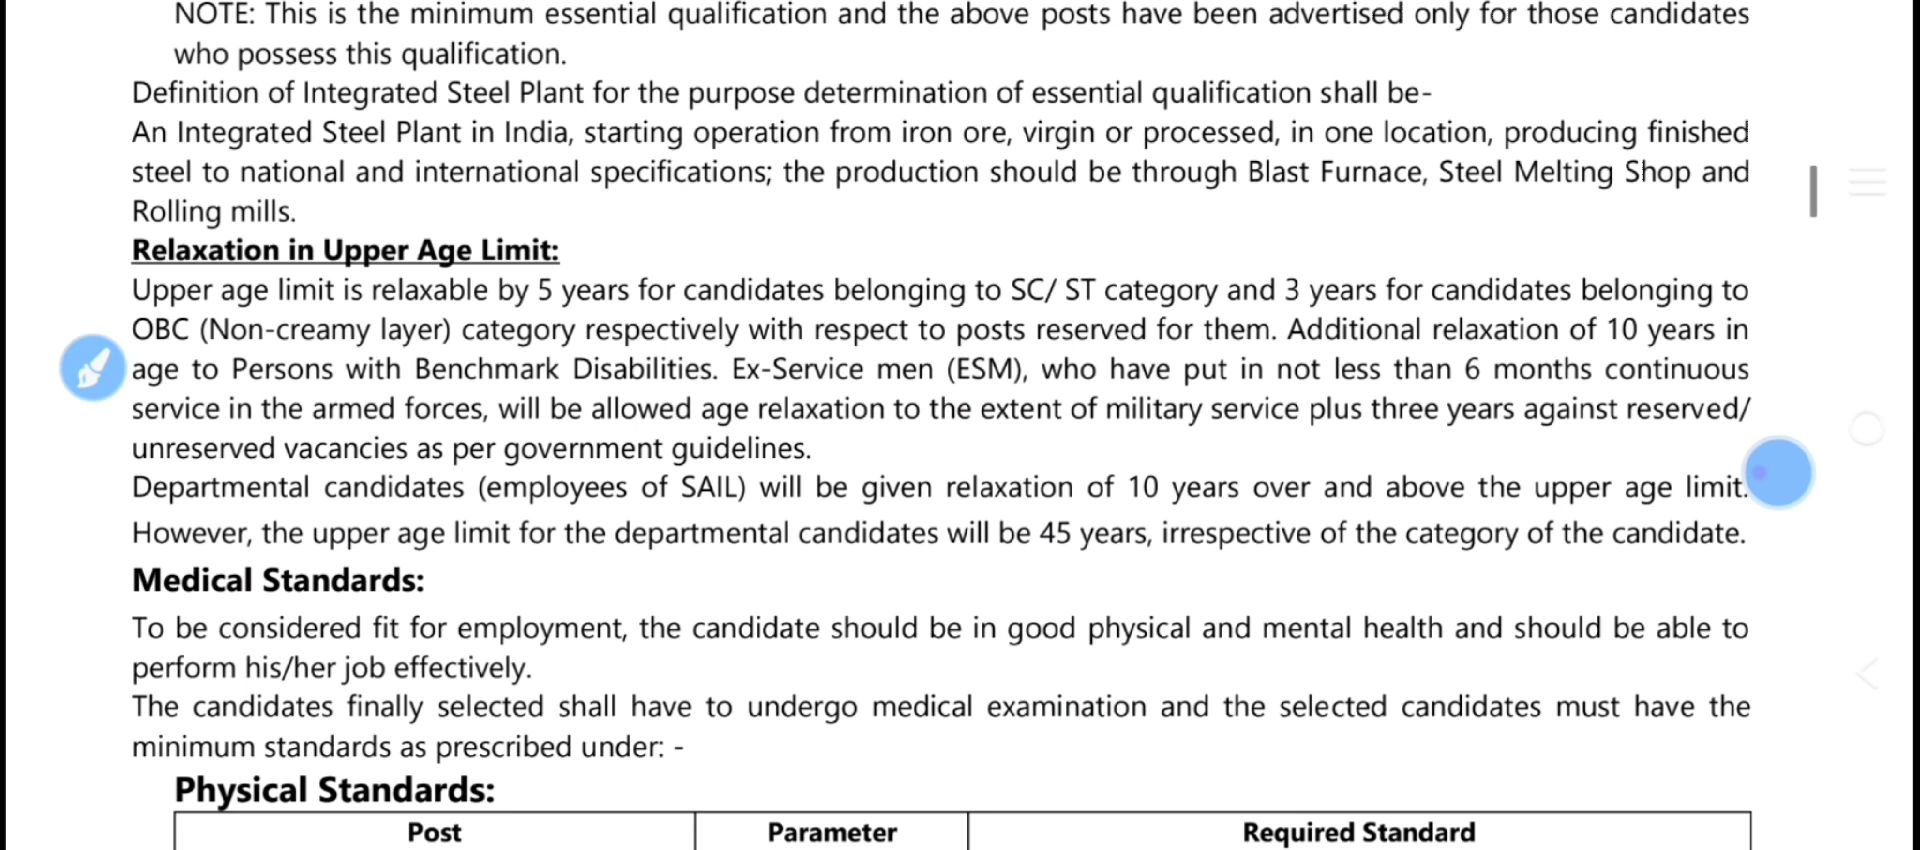 NOTE: This is the minimum essential qualification and the above posts have been advertised only for those candidates
who possess this qualification.
Definition of Integrated Steel Plant for the purpose determination of essential qualification shall be-
An Integrated Steel Plant in India, starting operation from iron ore, virgin or processed, in one location, producing finished
steel to national and international specifications; the production should be through Blast Furnace, Steel Melting Shop and
Rolling mills.
Relaxation in Upper Age Limit:
Upper age limit is relaxable by 5 years for candidates belonging to SC/ ST category and 3 years for candidates belonging to
OBC (Non-creamy layer) category respectively with respect to posts reserved for them. Additional relaxation of 10 years in
age to Persons with Benchmark Disabilities. Ex-Service men (ESM), who have put in not less than 6 months continuous
service in the armed forces, will be allowed age relaxation to the extent of military service plus three years against reserved/
unreserved vacancies as per government guidelines.
Departmental candidates (employees of SAIL) will be given relaxation of 10 years over and above the upper age limit.
However, the upper age limit for the departmental candidates will be 45 years, irrespective of the category of the candidate.
Medical Standards:
To be considered fit for employment, the candidate should be in good physical and mental health and should be able to
perform his/her job effectively.
The candidates finally selected shall have to undergo medical examination and the selected candidates must have the
minimum standards as prescribed under: -
Physical Standards:
Post Parameter Required Standard